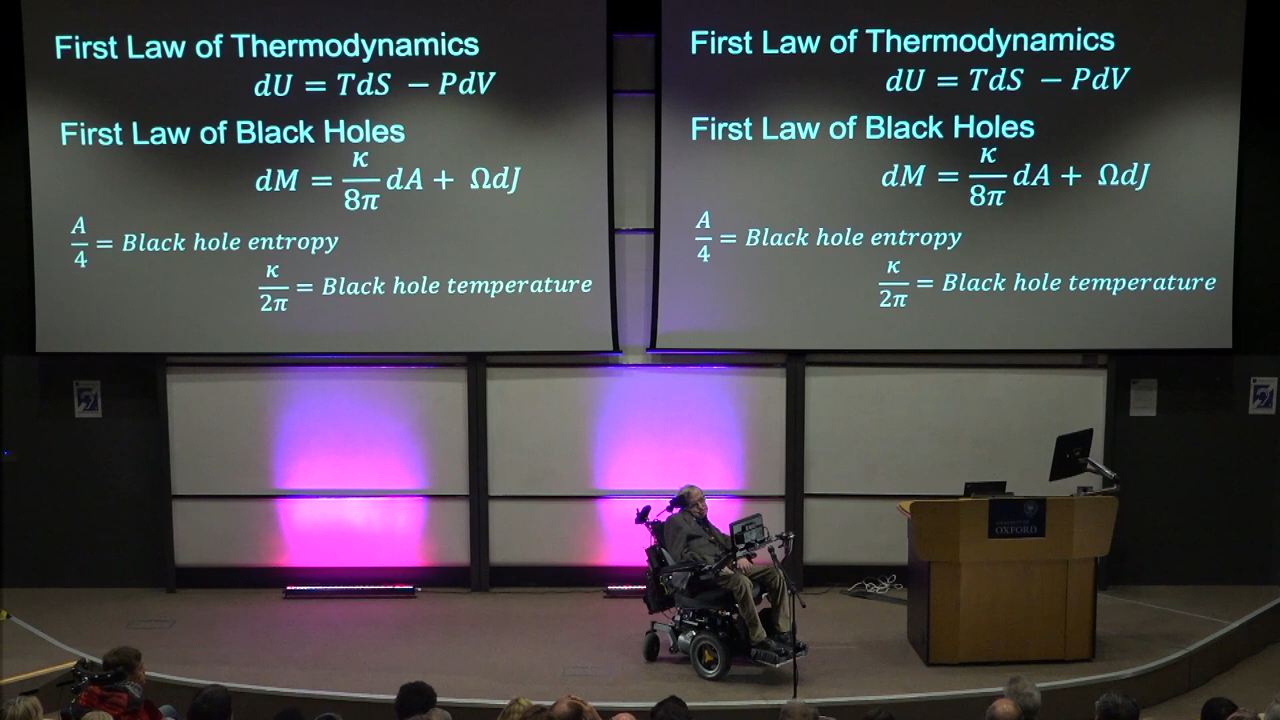 First Law of Thermodynamics
dU = TdS − PdV
First Law of Black Holes
dM = κ/8π dA + ΩdJ
A/4 = Black hole entropy
κ/2π = Black hole temperature
First Law of Thermodynamics
dU = TdS − PdV
First Law of Black Holes
dM = κ/8π dA + ΩdJ
A/4 = Black hole entropy
κ/2π = Black hole temperature
UNIVERSITY OF
OXFORD